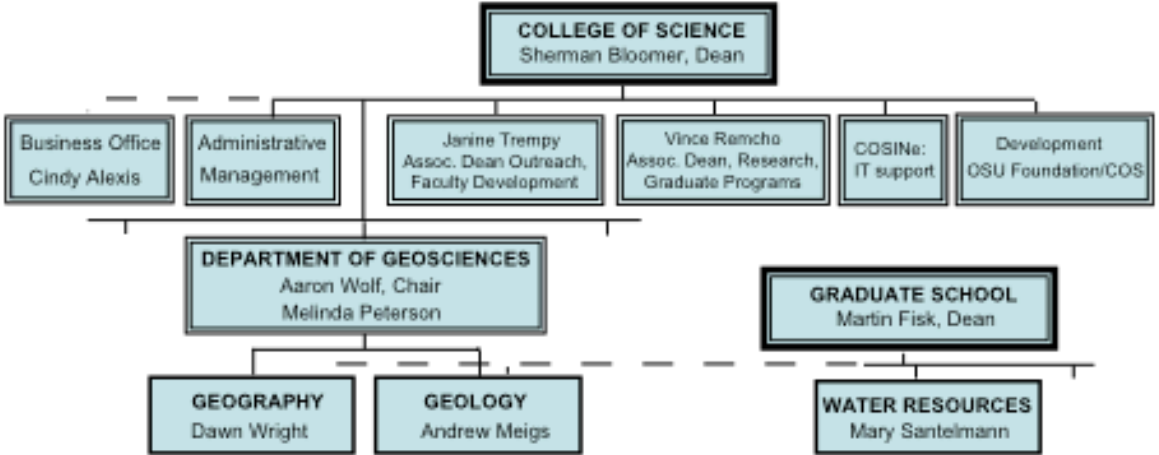 COLLEGE OF SCIENCE
Sherman Bloomer, Dean
Business Office
Cindy Alexis
Administrative
Management
Janine Trempy
Assoc. Dean Outreach,
Faculty Development
Vince Remcho
Assoc. Dean, Research,
Graduate Programs
COSINe:
IT support
Development
OSU Foundation/COS
DEPARTMENT OF GEOSCIENCES
Aaron Wolf, Chair
Melinda Peterson
GRADUATE SCHOOL
Martin Fisk, Dean
GEOGRAPHY
Dawn Wright
GEOLOGY
Andrew Meigs
WATER RESOURCES
Mary Santelmann